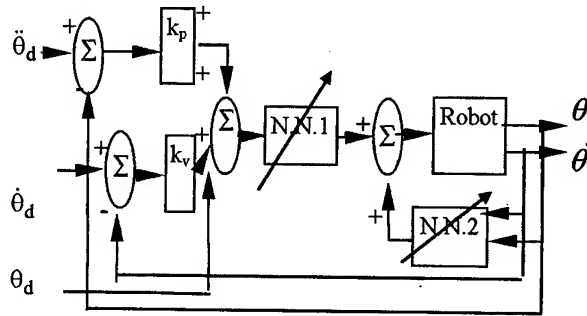 θ̈d
+
Σ
-
kp
+
+
+
Σ
-
kv
+
Σ
N.N.1
+
Σ
+
Robot
θ
θ̇
N.N.2
θ̇d
θd